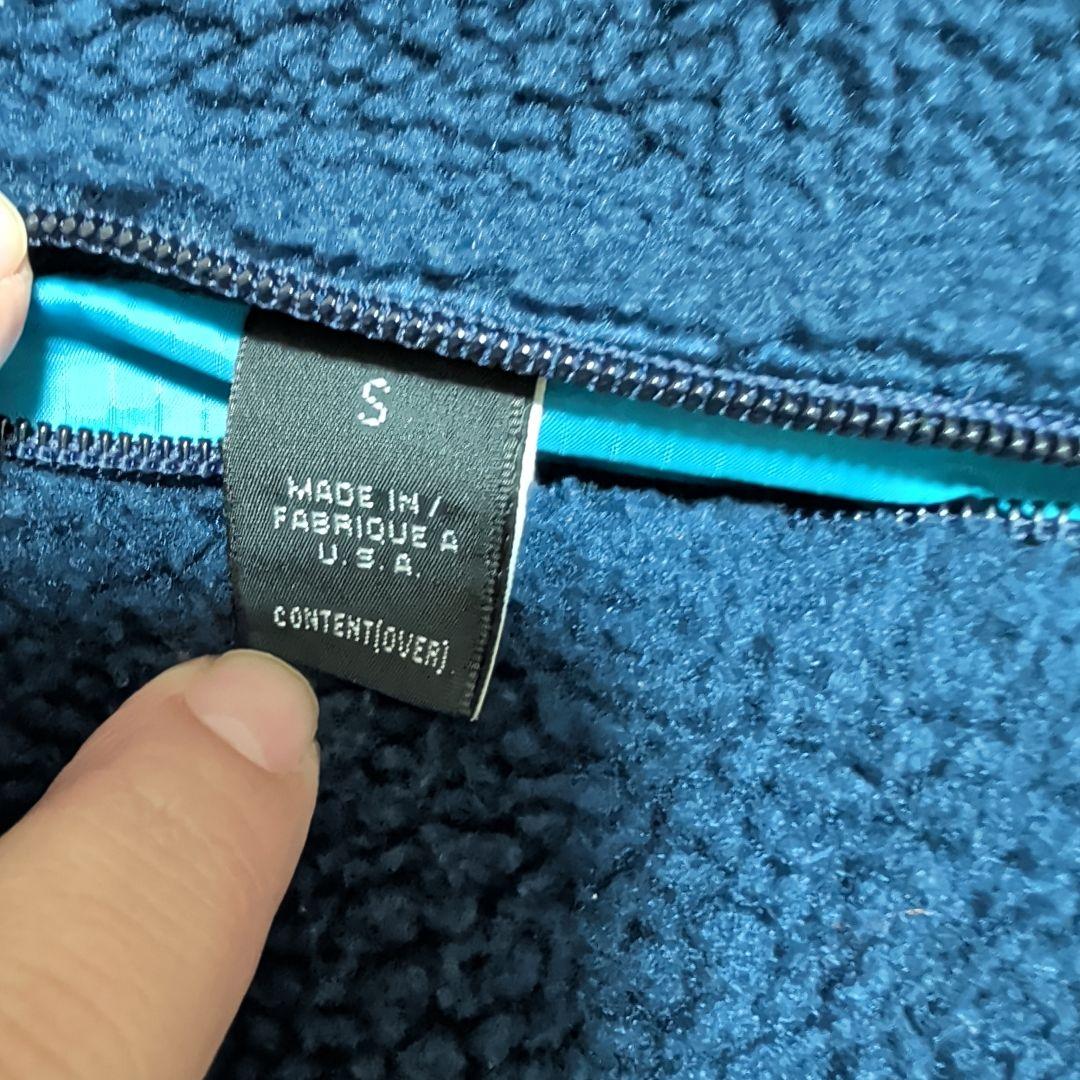 S
MADE IN/
FABRIQUE A
U.S.A.
CONTENT(OVER)